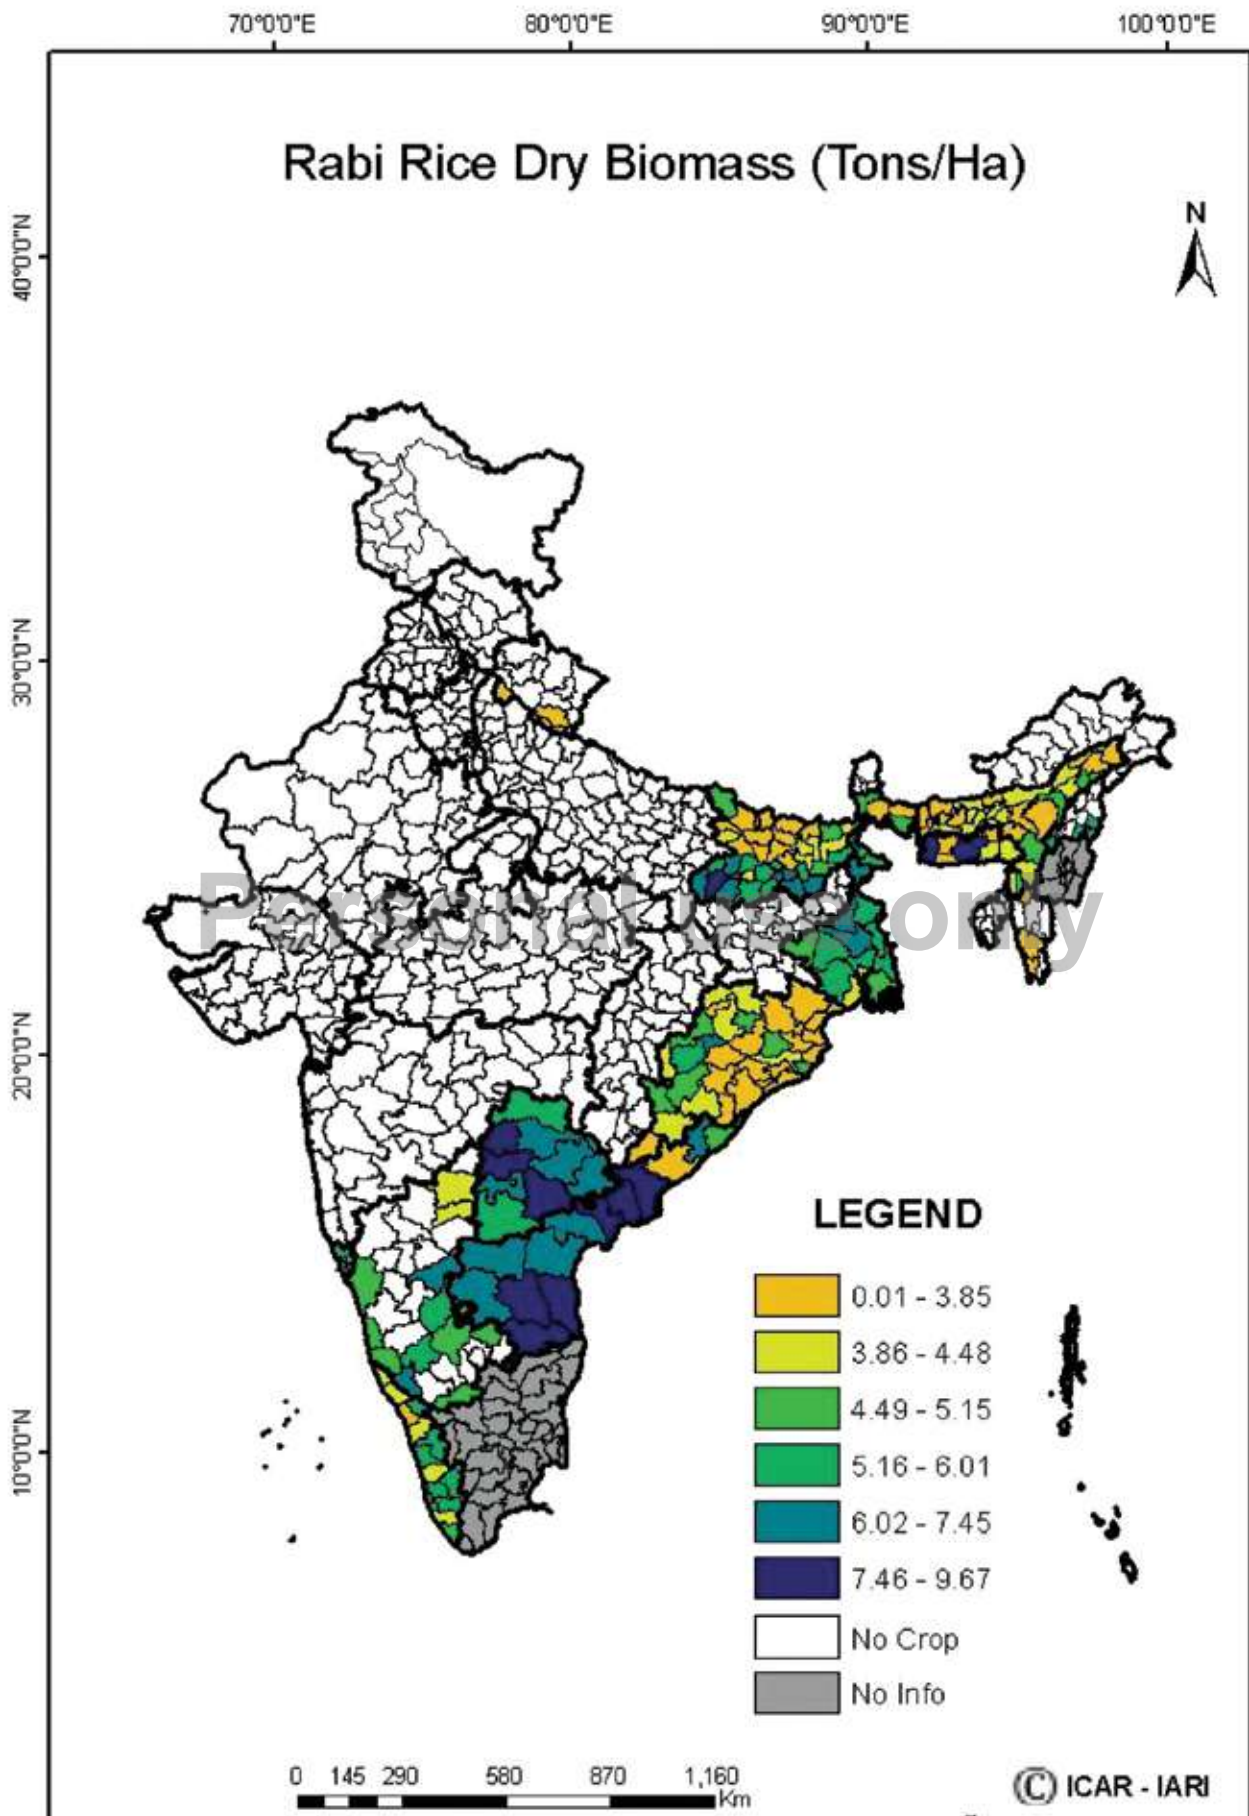 70°0'0"E 80°0'0"E 90°0'0"E 100°0'0"E
Rabi Rice Dry Biomass (Tons/Ha)
N
40°0'0"N
30°0'0"N
20°0'0"N
10°0'0"N
Personal use only
LEGEND
0.01 - 3.85
3.86 - 4.48
4.49 - 5.15
5.16 - 6.01
6.02 - 7.45
7.46 - 9.67
No Crop
No Info
0 145 290 580 870 1,160
Km
© ICAR - IARI